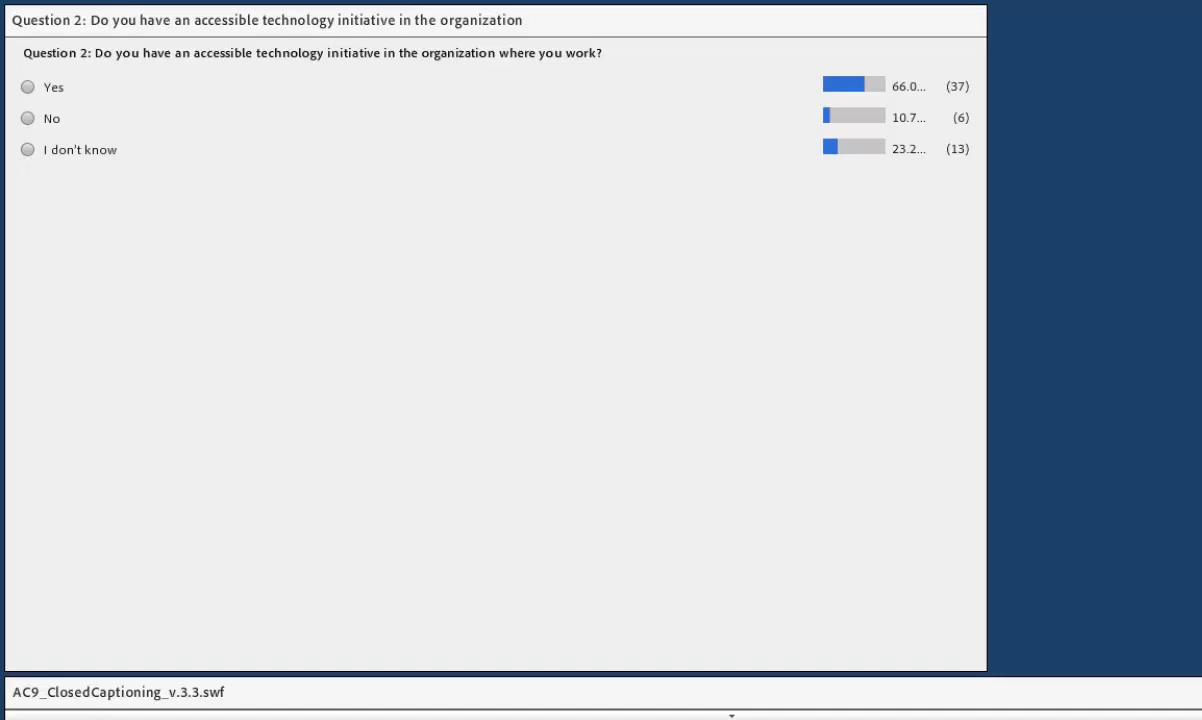 Question 2: Do you have an accessible technology initiative in the organization
Question 2: Do you have an accessible technology initiative in the organization where you work?
Yes 66.0... (37)
No 10.7... (6)
I don't know 23.2... (13)
AC9_ClosedCaptioning_v.3.3.swf